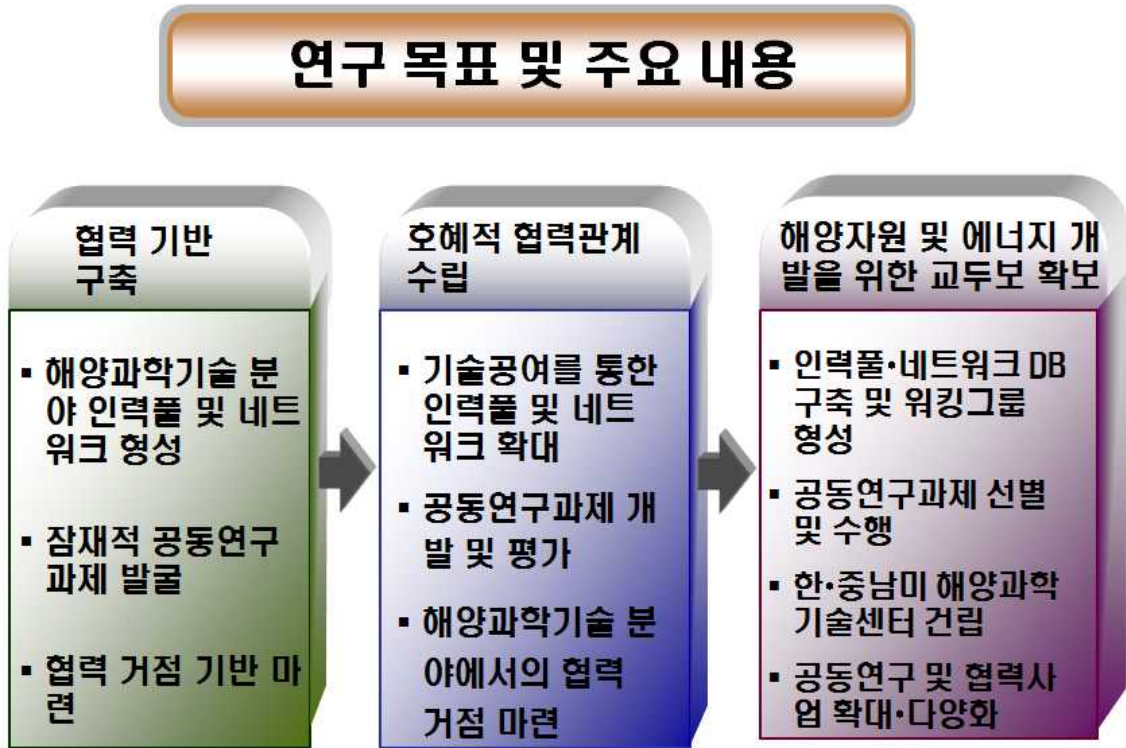 연구 목표 및 주요 내용
협력 기반
구축
▪ 해양과학기술 분
야 인력풀 및 네트
워크 형성
▪ 잠재적 공동연구
과제 발굴
▪ 협력 거점 기반 마
련
호혜적 협력관계
수립
▪ 기술공여를 통한
인력풀 및 네트
워크 확대
▪ 공동연구과제 개
발 및 평가
▪ 해양과학기술 분
야에서의 협력
거점 마련
해양자원 및 에너지 개
발을 위한 교두보 확보
▪ 인력풀·네트워크 DB
구축 및 워킹그룹
형성
▪ 공동연구과제 선별
및 수행
▪ 한·중남미 해양과학
기술센터 건립
▪ 공동연구 및 협력사
업 확대·다양화